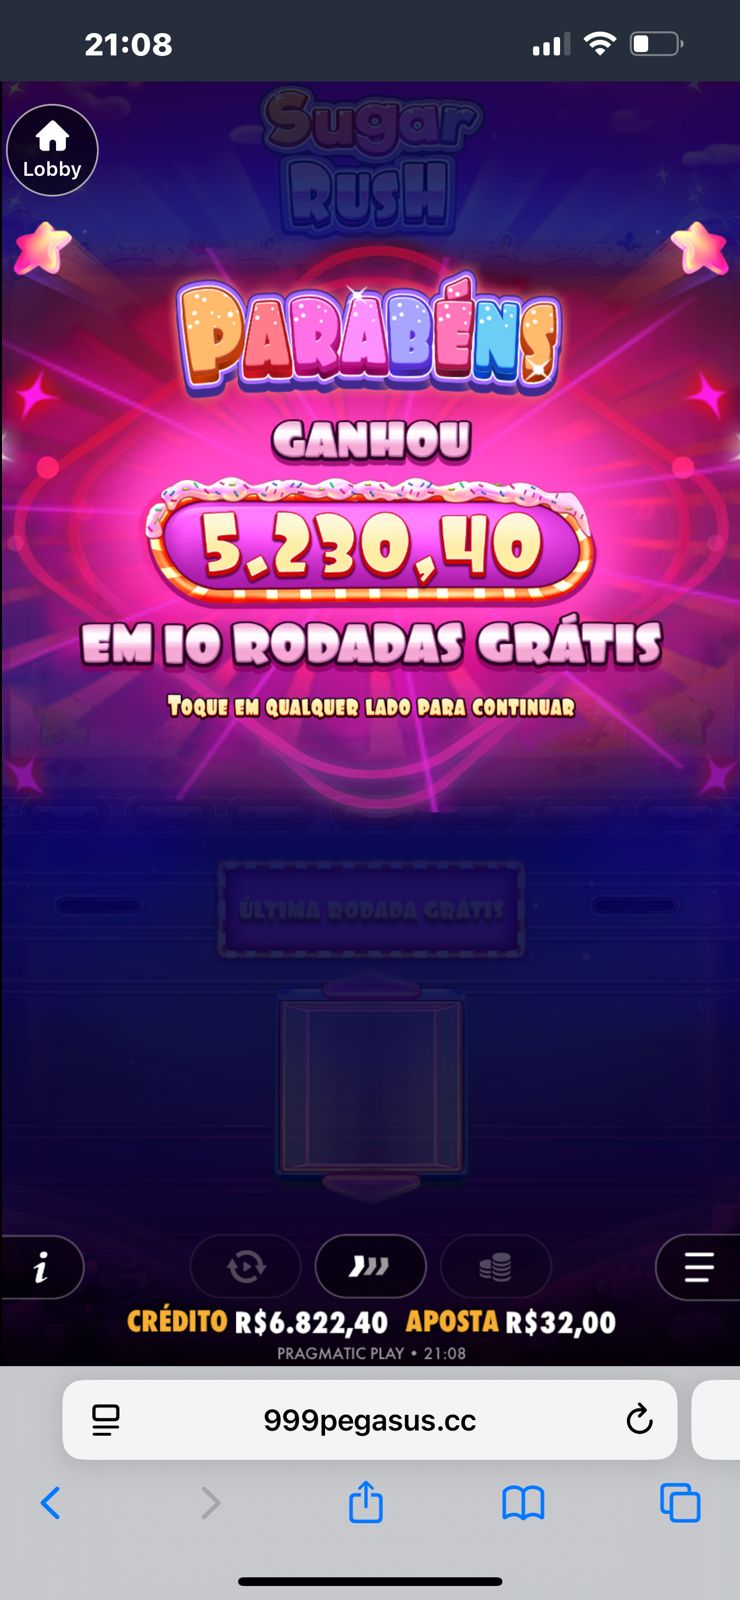 21:08
Lobby
Sugar
RUSH
PARABÉNS
GANHOU
5.230,40
EM 10 RODADAS GRÁTIS
TOQUE EM QUALQUER LADO PARA CONTINUAR
ÚLTIMA RODADA GRÁTIS
i
CRÉDITO R$6.822,40 APOSTA R$32,00
PRAGMATIC PLAY • 21:08
999pegasus.cc